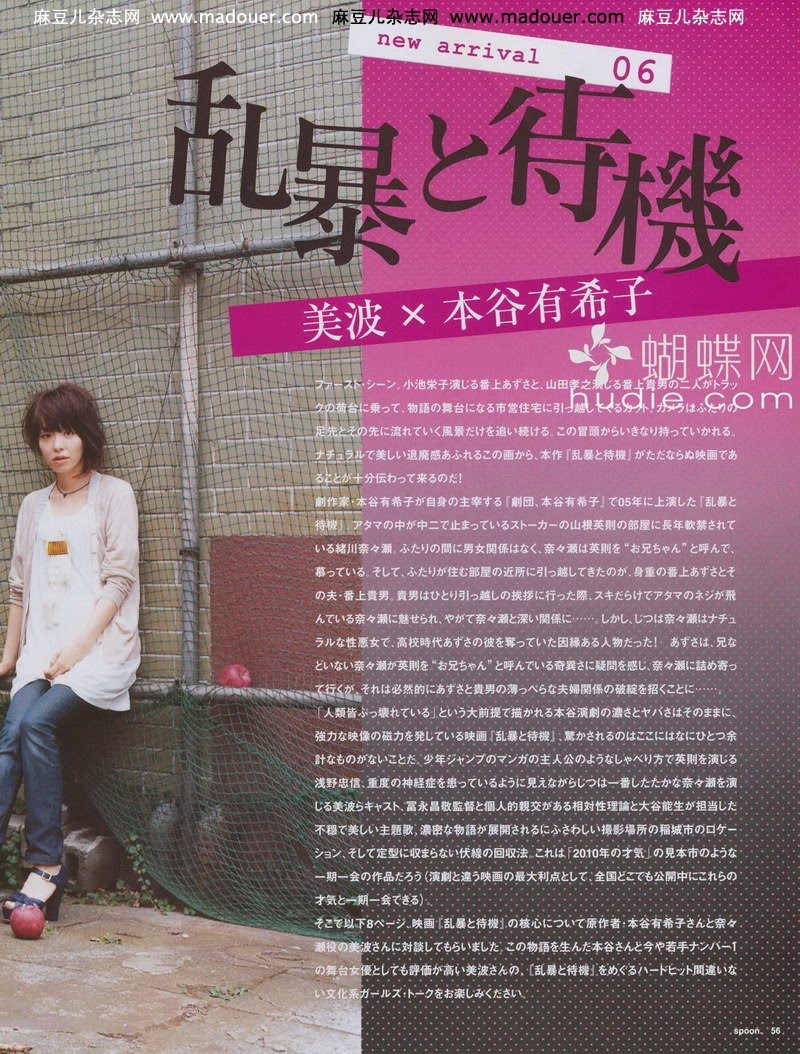 麻豆儿杂志网 www.madouer.com 麻豆儿杂志网 www.madouer.com 麻豆儿杂志网 www.madouer.com 麻豆儿杂志网
new arrival 06
乱暴と待機
美波×本谷有希子
蝴蝶网
hudie.com
ファースト・シーン。小池栄子演じる番上あずさと、山田孝之演じる番上貴男の二人がトラッ
クの荷台に乗って、物語の舞台になる市営住宅に引っ越してくるカット。カメラはふたりの
足先とその先に流れていく風景だけを追い続ける。この冒頭からいきなり持っていかれる。
ナチュラルで美しい退廃感あふれるこの画から、本作『乱暴と待機』がただならぬ映画であ
ることが十分伝わって来るのだ!
劇作家・本谷有希子が自身の主宰する『劇団、本谷有希子』で05年に上演した『乱暴と
待機』。アタマの中が中二で止まっているストーカーの山根英則の部屋に長年軟禁されて
いる緒川奈々瀬。ふたりの間に男女関係はなく、奈々瀬は英則を“お兄ちゃん”と呼んで、
慕っている。そして、ふたりが住む部屋の近所に引っ越してきたのが、身重の番上あずさとそ
の夫・番上貴男。貴男はひとり引っ越しの挨拶に行った際、スキだらけでアタマのネジが飛
んでいる奈々瀬に魅せられ、やがて奈々瀬と深い関係に……。しかし、じつは奈々瀬はナチュ
ラルな性悪女で、高校時代あずさの彼を奪っていた因縁ある人物だった! あずさは、兄な
どいない奈々瀬が英則を“お兄ちゃん”と呼んでいる奇異さに疑問を感じ、奈々瀬に詰め寄っ
て行くが、それは必然的にあずさと貴男の薄っぺらな夫婦関係の破綻を招くことに……。
「人類皆ぶっ壊れている」という大前提で描かれる本谷演劇の濃さとヤバさはそのままに、
強力な映像の磁力を発している映画『乱暴と待機』。驚かされるのはここにはなにひとつ余
計なものがないことだ。少年ジャンプのマンガの主人公のようなしゃべり方で英則を演じる
浅野忠信、重度の神経症を患っているように見えながらじつは一番したたかな奈々瀬を演
じる美波らキャスト、冨永昌敬監督と個人的親交がある相対性理論と大谷能生が担当した
不穏で美しい主題歌、濃密な物語が展開されるにふさわしい撮影場所の稲城市のロケー
ション、そして定型に収まらない伏線の回収法。これは「2010年の才気」の見本市のような
一期一会の作品だろう(演劇と違う映画の最大利点として、全国どこでも公開中にこれらの
才気と一期一会できる)。
そこで以下8ページ、映画『乱暴と待機』の核心について原作者・本谷有希子さんと奈々
瀬役の美波さんに対談してもらいました。この物語を生んだ本谷さんと今や若手ナンバー1
の舞台女優としても評価が高い美波さんの、『乱暴と待機』をめぐるハードヒット間違いな
い文化系ガールズ・トークをお楽しみください。
spoon. 56